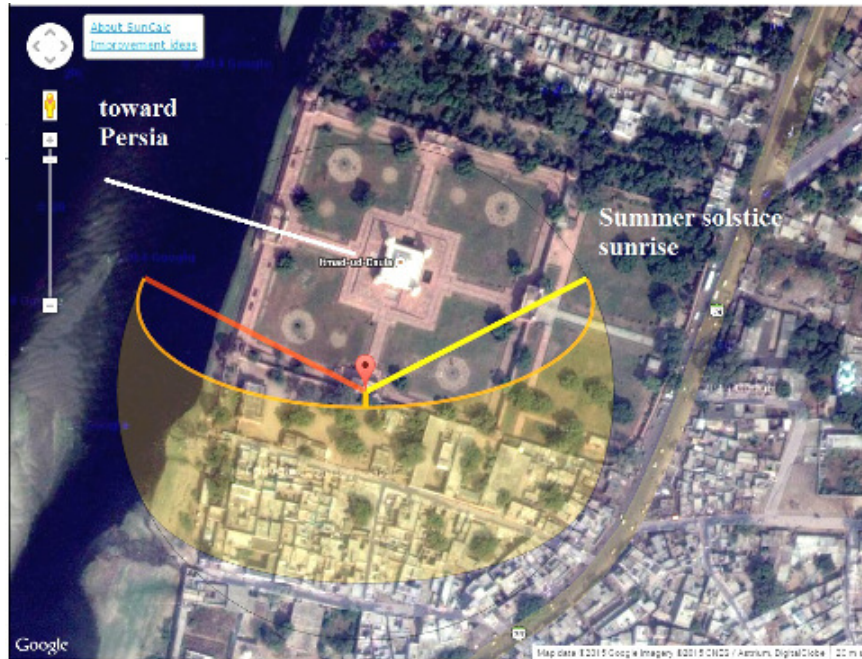 About SunCalc
Improvement ideas
toward
Persia
Summer solstice
sunrise
Itmad-ud-Daula
Google
Map data ©2015 Google Imagery ©2015 CNES / Astrium, DigitalGlobe
20 m